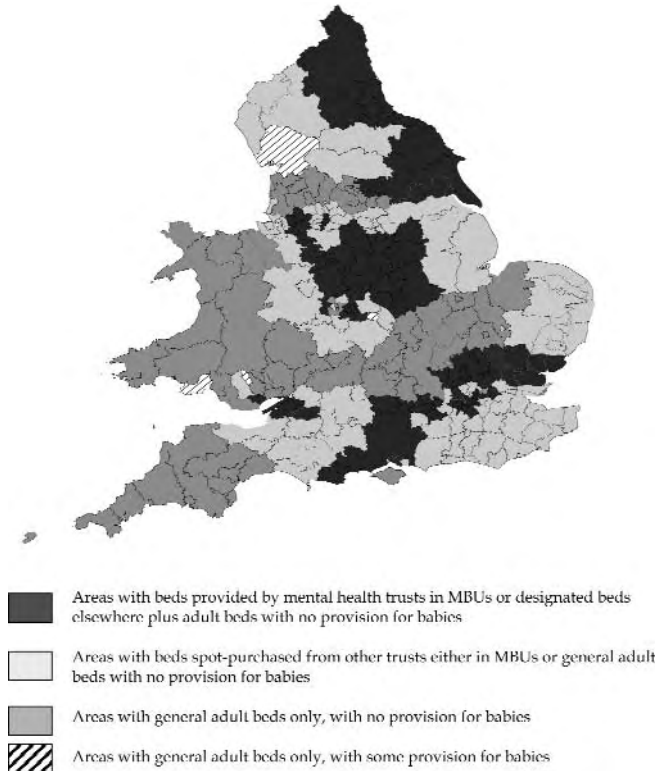 Areas with beds provided by mental health trusts in MBUs or designated beds
elsewhere plus adult beds with no provision for babies
Areas with beds spot-purchased from other trusts either in MBUs or general adult
beds with no provision for babies
Areas with general adult beds only, with no provision for babies
Areas with general adult beds only, with some provision for babies